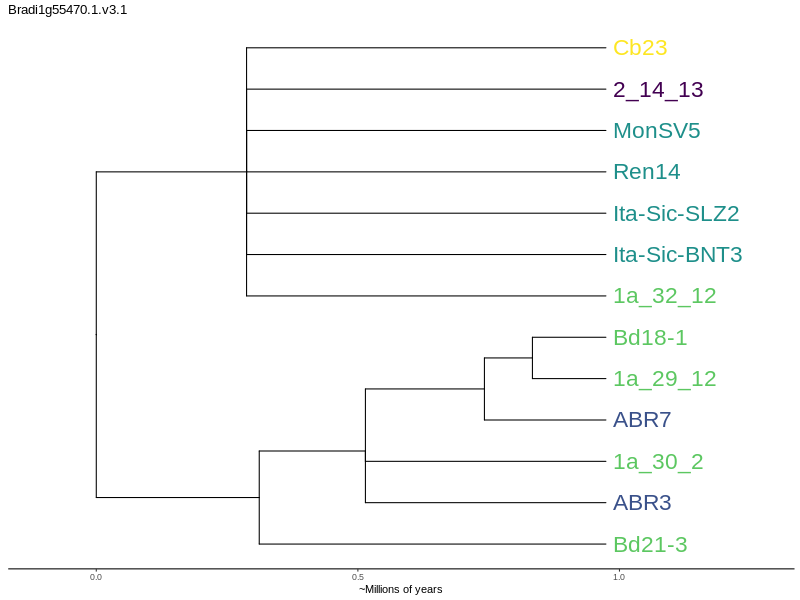 Bradi1g55470.1.v3.1
Cb23
2_14_13
MonSV5
Ren14
Ita-Sic-SLZ2
Ita-Sic-BNT3
1a_32_12
Bd18-1
1a_29_12
ABR7
1a_30_2
ABR3
Bd21-3
0.0 0.5 1.0
~Millions of years